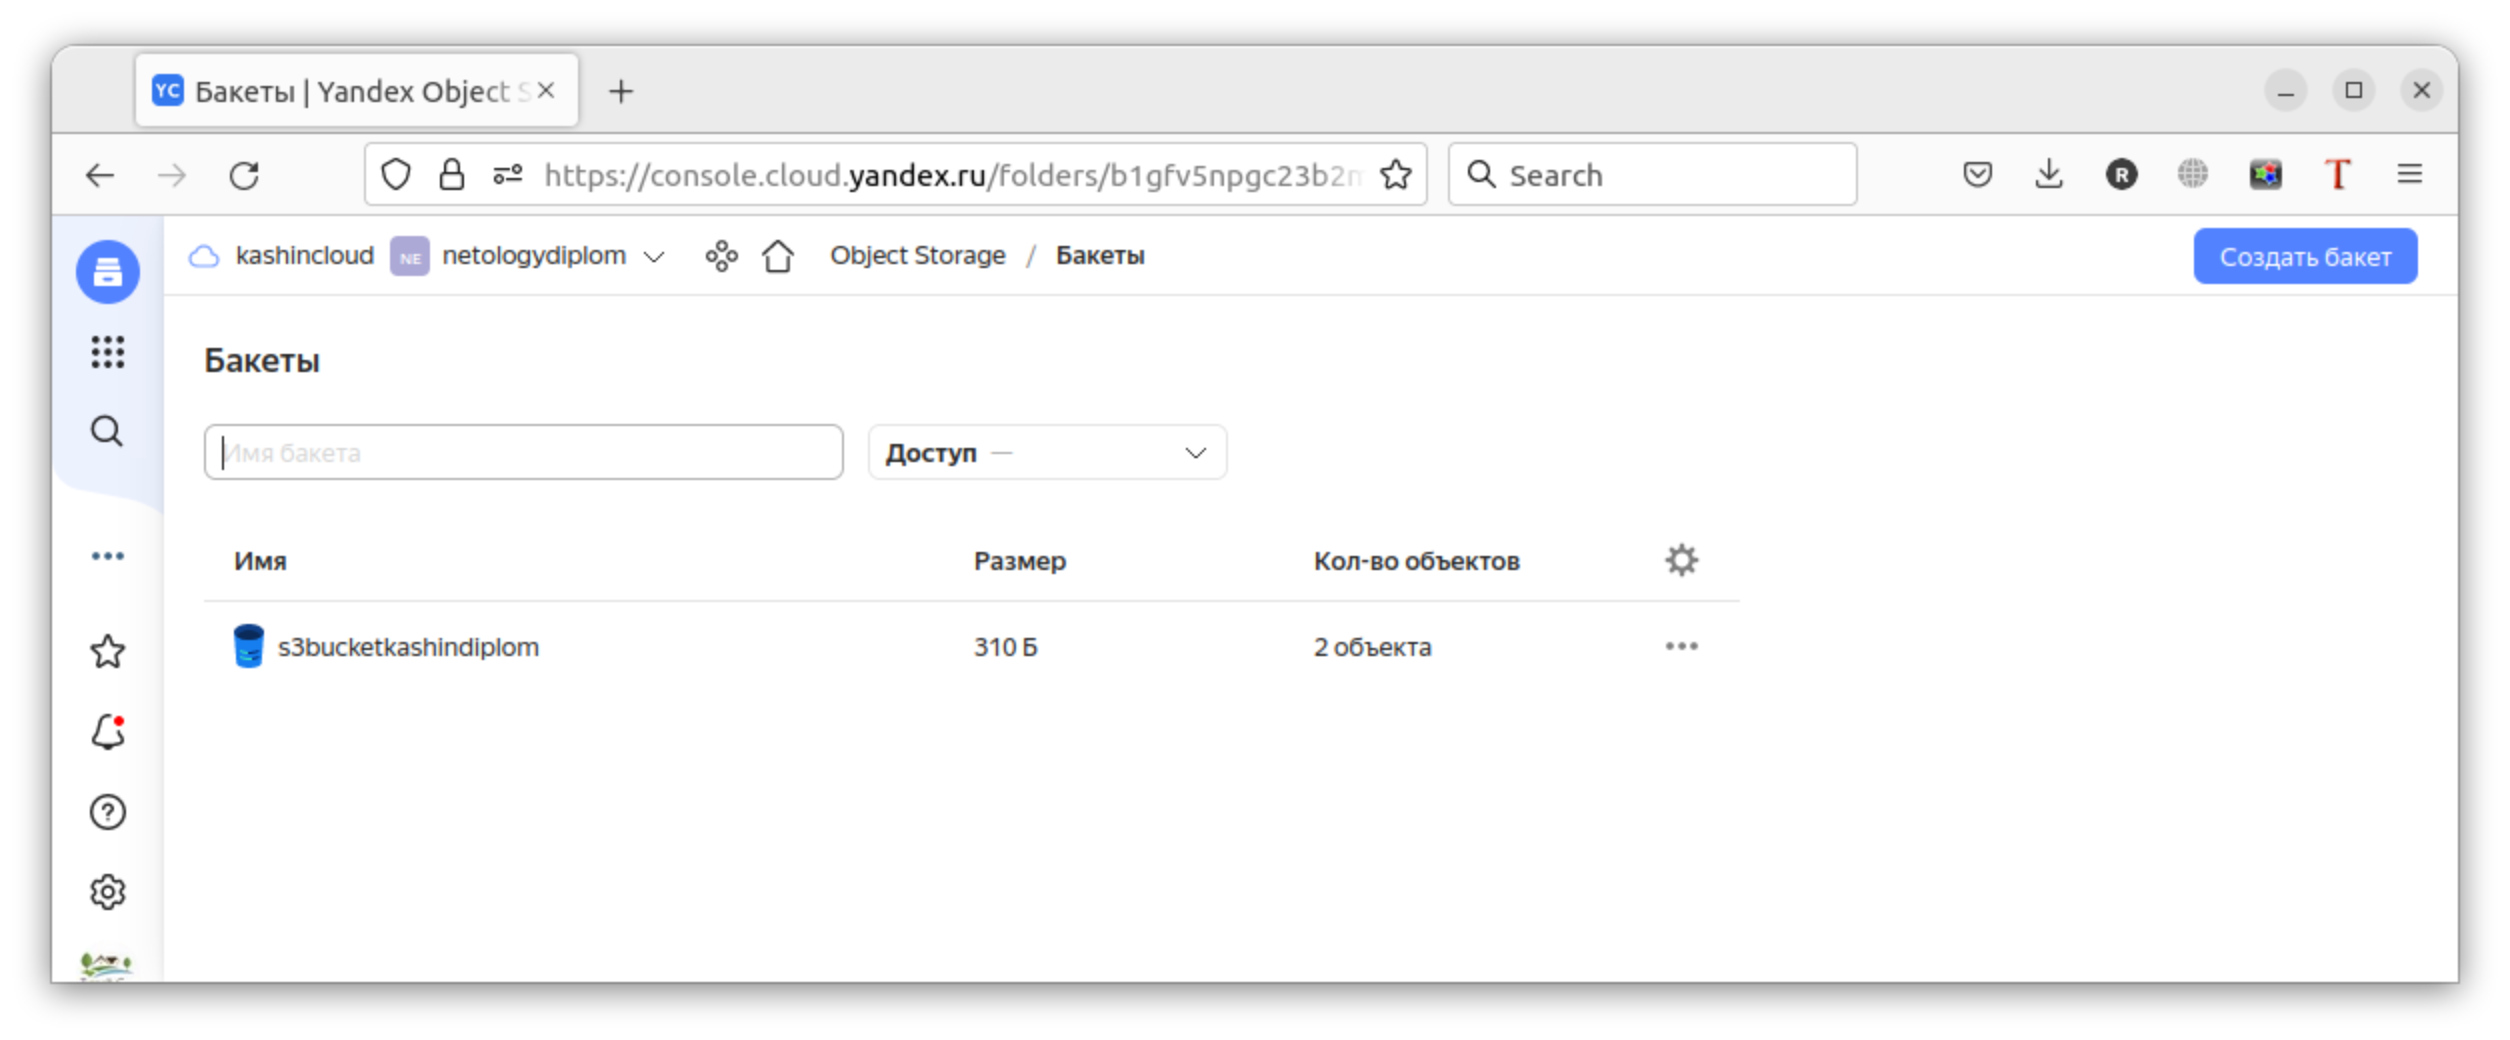 YC Бакеты | Yandex Object S
https://console.cloud.yandex.ru/folders/b1gfv5npgc23b2m Search R T
kashincloud NE netologydiplom Object Storage / Бакеты Создать бакет
Бакеты
Имя бакета Доступ —
Имя Размер Кол-во объектов
s3bucketkashindiplom 310 Б 2 объекта